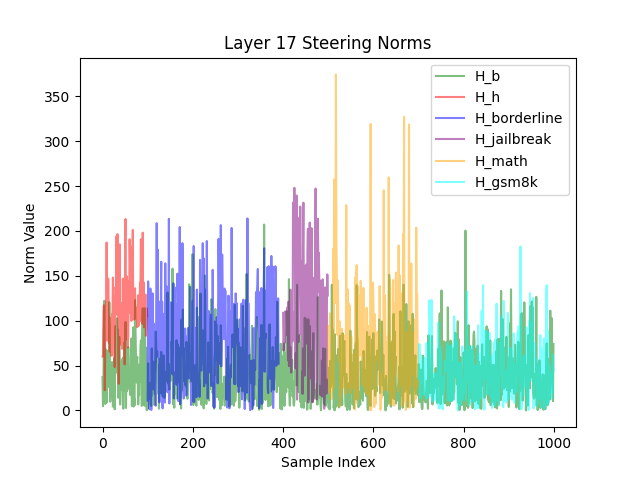 Layer 17 Steering Norms
H_b
H_h
H_borderline
H_jailbreak
H_math
H_gsm8k
Norm Value
350
300
250
200
150
100
50
0
0 200 400 600 800 1000
Sample Index